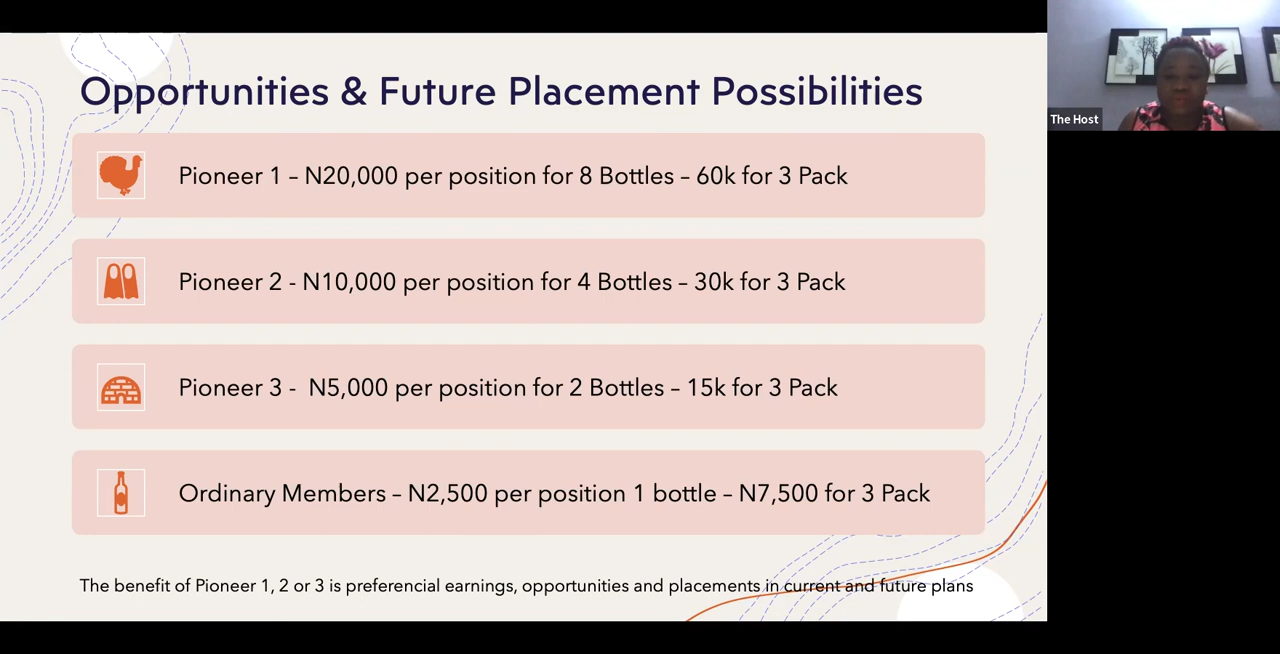 Opportunities & Future Placement Possibilities
Pioneer 1 – N20,000 per position for 8 Bottles – 60k for 3 Pack
Pioneer 2 - N10,000 per position for 4 Bottles – 30k for 3 Pack
Pioneer 3 - N5,000 per position for 2 Bottles – 15k for 3 Pack
Ordinary Members – N2,500 per position 1 bottle – N7,500 for 3 Pack
The benefit of Pioneer 1, 2 or 3 is preferencial earnings, opportunities and placements in current and future plans
The Host